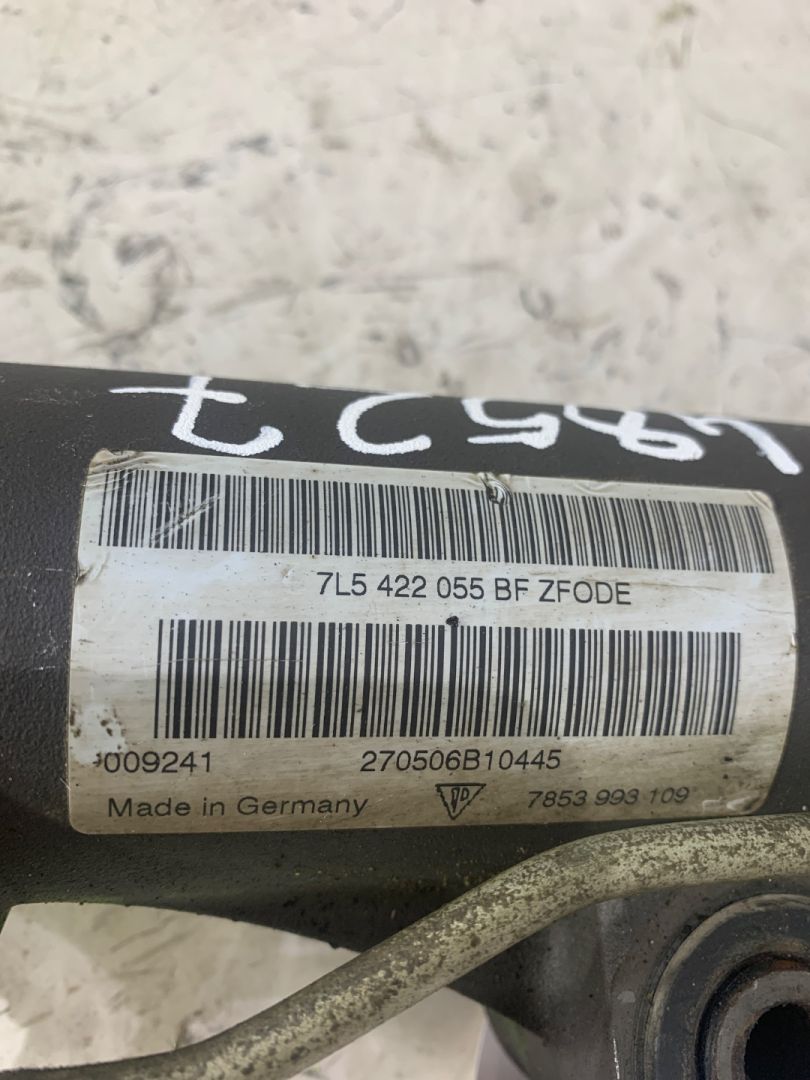 7L5 422 055 BF ZFODE
009241
270506B10445
Made in Germany
7853 993 109